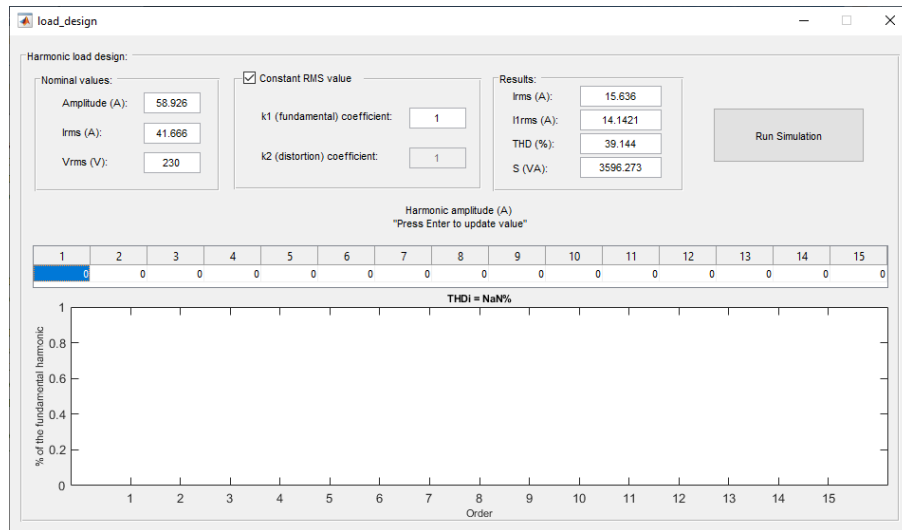 load_design
Harmonic load design:
Nominal values:
Amplitude (A): 58.926
Irms (A): 41.666
Vrms (V): 230
Constant RMS value
k1 (fundamental) coefficient: 1
k2 (distortion) coefficient: 1
Results:
Irms (A): 15.636
I1rms (A): 14.1421
THD (%): 39.144
S (VA): 3596.273
Run Simulation
Harmonic amplitude (A)
"Press Enter to update value"
1 2 3 4 5 6 7 8 9 10 11 12 13 14 15
0 0 0 0 0 0 0 0 0 0 0 0 0 0 0
THDi = NaN%
% of the fundamental harmonic
1
0.8
0.6
0.4
0.2
0
1 2 3 4 5 6 7 8 9 10 11 12 13 14 15
Order